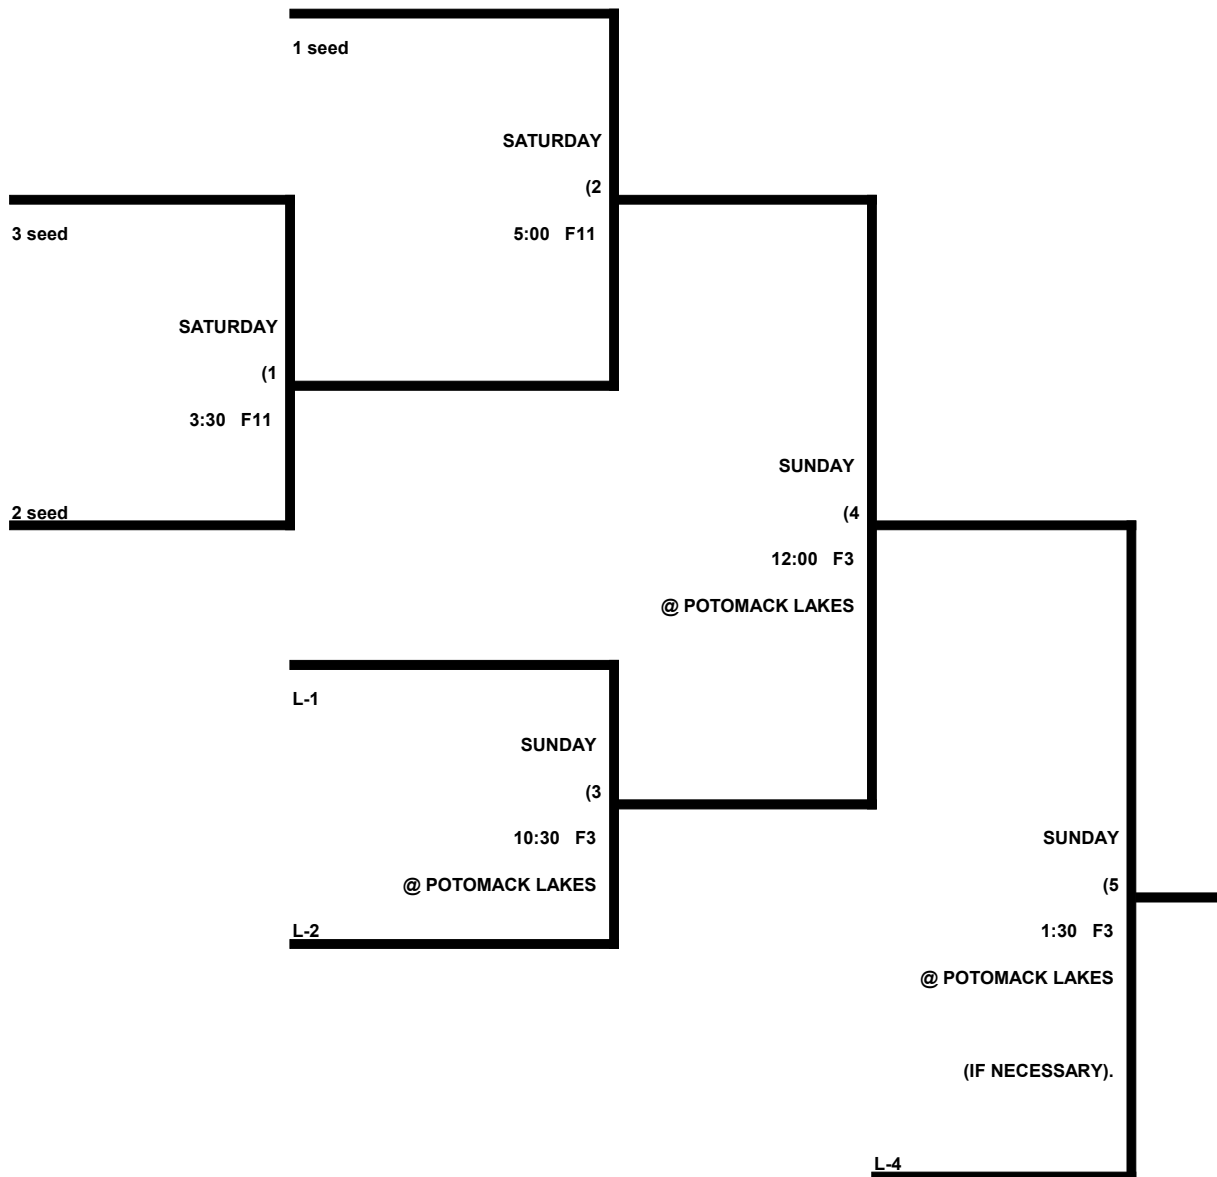 1 seed
SATURDAY
(2
5:00 F11
3 seed
SATURDAY
(1
3:30 F11
2 seed
SUNDAY
(4
12:00 F3
@ POTOMACK LAKES
L-1
SUNDAY
(3
10:30 F3
@ POTOMACK LAKES
L-2
SUNDAY
(5
1:30 F3
@ POTOMACK LAKES
(IF NECESSARY).
L-4